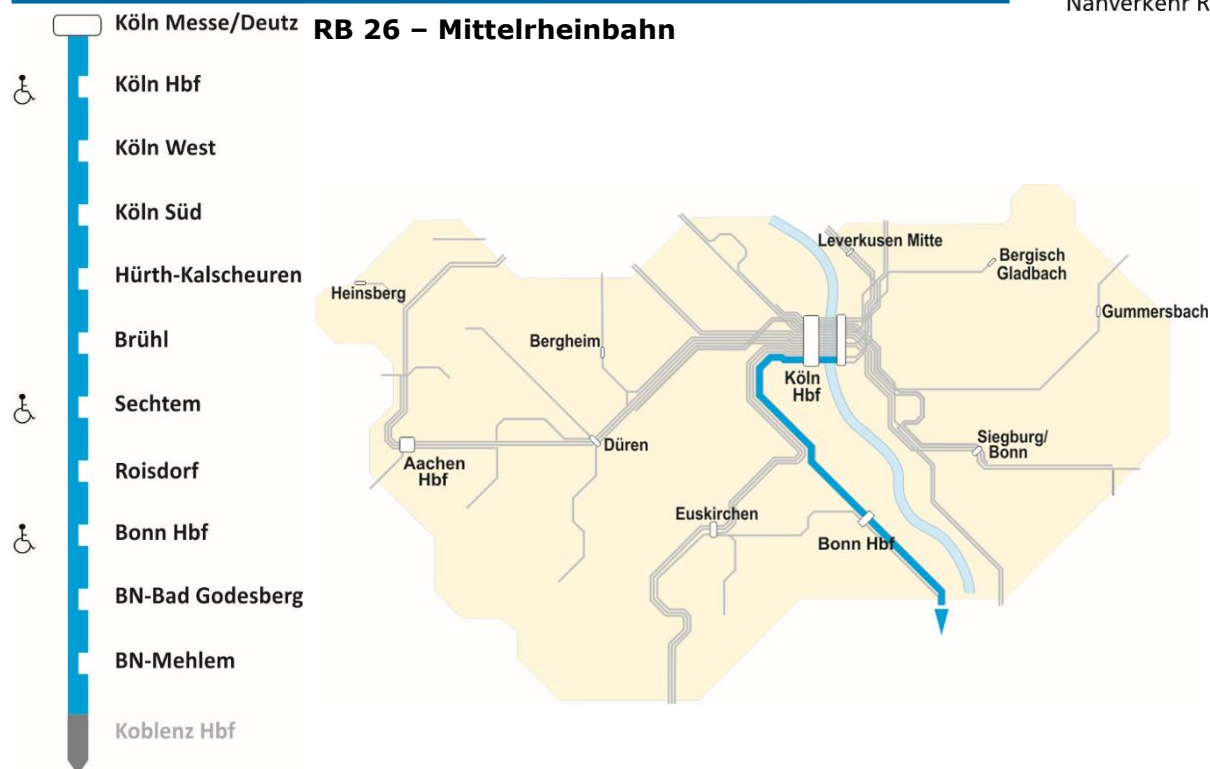 Nahverkehr R
RB 26 – Mittelrheinbahn
Köln Messe/Deutz
Köln Hbf
Köln West
Köln Süd
Hürth-Kalscheuren
Brühl
Sechtem
Roisdorf
Bonn Hbf
BN-Bad Godesberg
BN-Mehlem
Koblenz Hbf
Leverkusen Mitte
Bergisch
Gladbach
Heinsberg
Gummersbach
Bergheim
Köln
Hbf
Düren
Siegburg/
Bonn
Aachen
Hbf
Euskirchen
Bonn Hbf